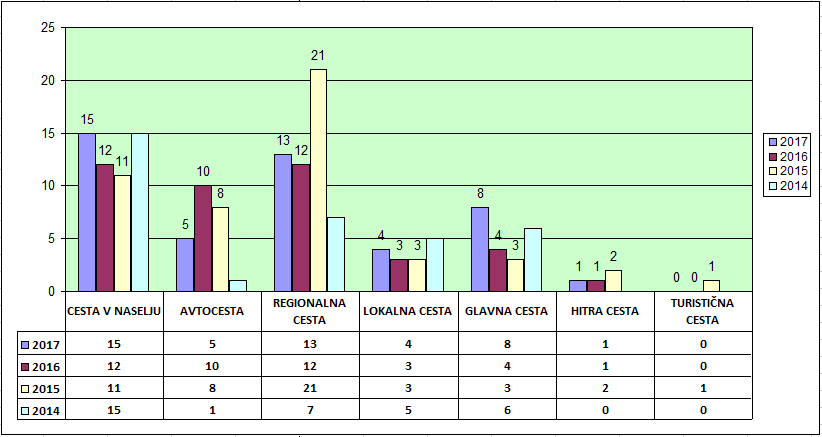 25
20
15
10
5
0
15 12 11
5 10 8
13 12 21
4 3 3
8 4 3
1 1 2
0 0 1
2017
2016
2015
2014
CESTA V NASELJU AVTOCESTA REGIONALNA CESTA LOKALNA CESTA GLAVNA CESTA HITRA CESTA TURISTIČNA CESTA
2017 15 5 13 4 8 1 0
2016 12 10 12 3 4 1 0
2015 11 8 21 3 3 2 1
2014 15 1 7 5 6 0 0